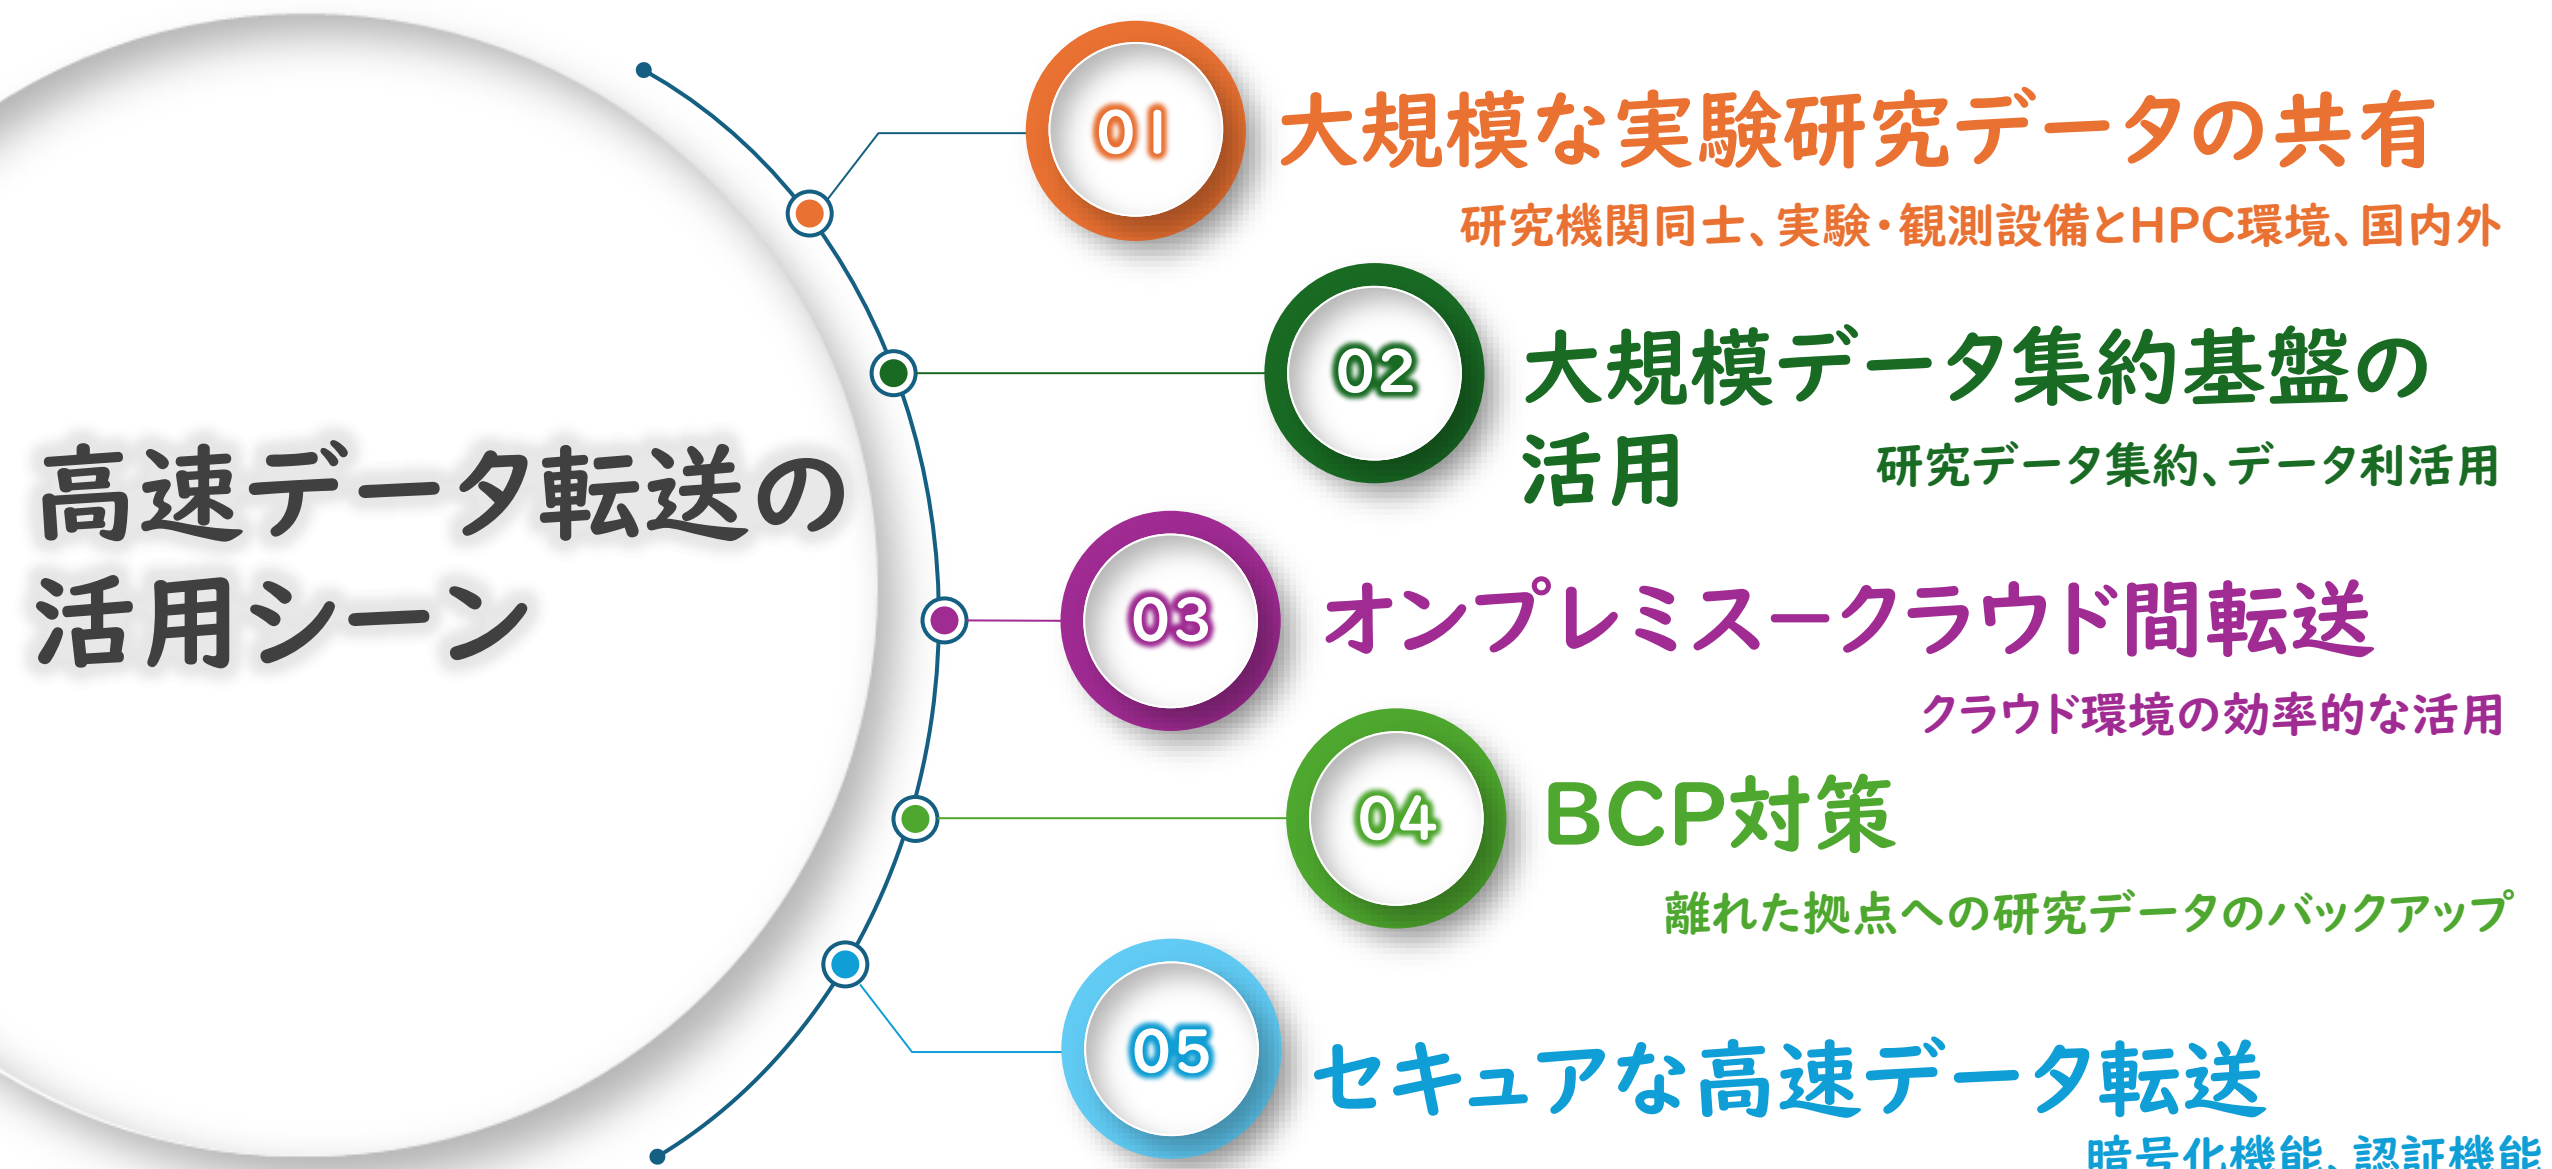 高速データ転送の
活用シーン
01
大規模な実験研究データの共有
研究機関同士、実験・観測設備とHPC環境、国内外
02
大規模データ集約基盤の
活用
研究データ集約、データ利活用
03
オンプレミスークラウド間転送
クラウド環境の効率的な活用
04
BCP対策
離れた拠点への研究データのバックアップ
05
セキュアな高速データ転送
暗号化機能、認証機能